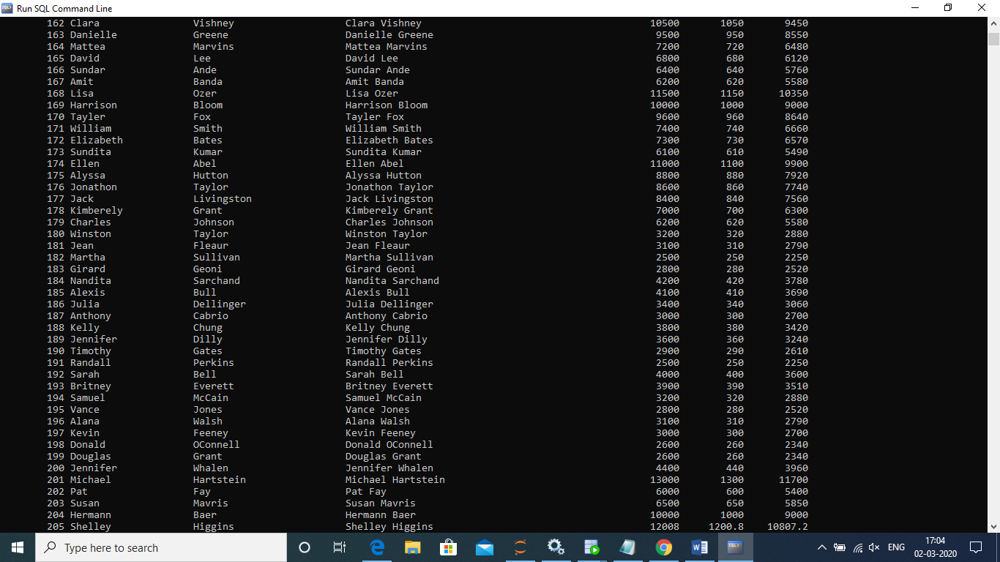 Run SQL Command Line
162 Clara Vishney Clara Vishney 10500 1050 9450
163 Danielle Greene Danielle Greene 9500 950 8550
164 Mattea Marvins Mattea Marvins 7200 720 6480
165 David Lee David Lee 6800 680 6120
166 Sundar Ande Sundar Ande 6400 640 5760
167 Amit Banda Amit Banda 6200 620 5580
168 Lisa Ozer Lisa Ozer 11500 1150 10350
169 Harrison Bloom Harrison Bloom 10000 1000 9000
170 Tayler Fox Tayler Fox 9600 960 8640
171 William Smith William Smith 7400 740 6660
172 Elizabeth Bates Elizabeth Bates 7300 730 6570
173 Sundita Kumar Sundita Kumar 6100 610 5490
174 Ellen Abel Ellen Abel 11000 1100 9900
175 Alyssa Hutton Alyssa Hutton 8800 880 7920
176 Jonathon Taylor Jonathon Taylor 8600 860 7740
177 Jack Livingston Jack Livingston 8400 840 7560
178 Kimberely Grant Kimberely Grant 7000 700 6300
179 Charles Johnson Charles Johnson 6200 620 5580
180 Winston Taylor Winston Taylor 3200 320 2880
181 Jean Fleaur Jean Fleaur 3100 310 2790
182 Martha Sullivan Martha Sullivan 2500 250 2250
183 Girard Geoni Girard Geoni 2800 280 2520
184 Nandita Sarchand Nandita Sarchand 4200 420 3780
185 Alexis Bull Alexis Bull 4100 410 3690
186 Julia Dellinger Julia Dellinger 3400 340 3060
187 Anthony Cabrio Anthony Cabrio 3000 300 2700
188 Kelly Chung Kelly Chung 3800 380 3420
189 Jennifer Dilly Jennifer Dilly 3600 360 3240
190 Timothy Gates Timothy Gates 2900 290 2610
191 Randall Perkins Randall Perkins 2500 250 2250
192 Sarah Bell Sarah Bell 4000 400 3600
193 Britney Everett Britney Everett 3900 390 3510
194 Samuel McCain Samuel McCain 3200 320 2880
195 Vance Jones Vance Jones 2800 280 2520
196 Alana Walsh Alana Walsh 3100 310 2790
197 Kevin Feeney Kevin Feeney 3000 300 2700
198 Donald OConnell Donald OConnell 2600 260 2340
199 Douglas Grant Douglas Grant 2600 260 2340
200 Jennifer Whalen Jennifer Whalen 4400 440 3960
201 Michael Hartstein Michael Hartstein 13000 1300 11700
202 Pat Fay Pat Fay 6000 600 5400
203 Susan Mavris Susan Mavris 6500 650 5850
204 Hermann Baer Hermann Baer 10000 1000 9000
205 Shelley Higgins Shelley Higgins 12008 1200.8 10807.2
Type here to search
ENG
17:04
02-03-2020